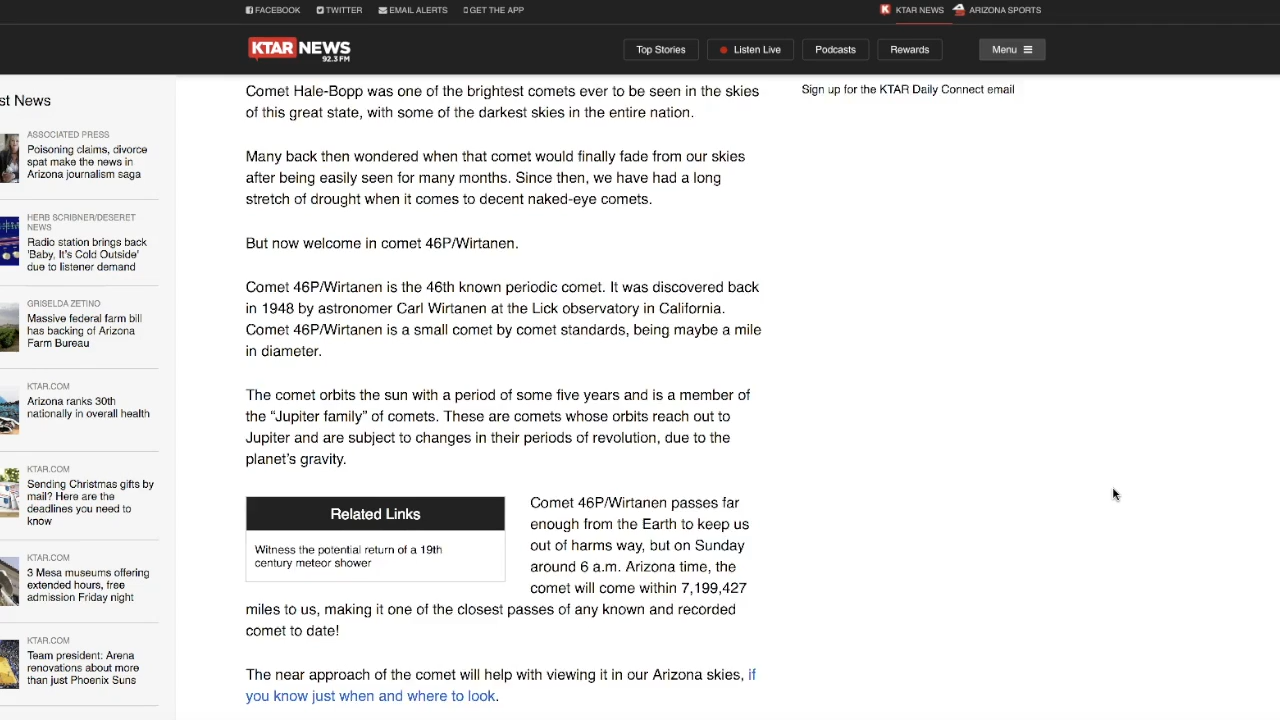 FACEBOOK TWITTER EMAIL ALERTS GET THE APP KTAR NEWS ARIZONA SPORTS
KTAR NEWS 92.3 FM Top Stories Listen Live Podcasts Rewards Menu
st News
ASSOCIATED PRESS
Poisoning claims, divorce
spat make the news in
Arizona journalism saga
HERB SCRIBNER/DESERET
NEWS
Radio station brings back
'Baby, It's Cold Outside'
due to listener demand
GRISELDA ZETINO
Massive federal farm bill
has backing of Arizona
Farm Bureau
KTAR.COM
Arizona ranks 30th
nationally in overall health
KTAR.COM
Sending Christmas gifts by
mail? Here are the
deadlines you need to
know
KTAR.COM
3 Mesa museums offering
extended hours, free
admission Friday night
KTAR.COM
Team president: Arena
renovations about more
than just Phoenix Suns
Comet Hale-Bopp was one of the brightest comets ever to be seen in the skies
of this great state, with some of the darkest skies in the entire nation.
Many back then wondered when that comet would finally fade from our skies
after being easily seen for many months. Since then, we have had a long
stretch of drought when it comes to decent naked-eye comets.
But now welcome in comet 46P/Wirtanen.
Comet 46P/Wirtanen is the 46th known periodic comet. It was discovered back
in 1948 by astronomer Carl Wirtanen at the Lick observatory in California.
Comet 46P/Wirtanen is a small comet by comet standards, being maybe a mile
in diameter.
The comet orbits the sun with a period of some five years and is a member of
the “Jupiter family” of comets. These are comets whose orbits reach out to
Jupiter and are subject to changes in their periods of revolution, due to the
planet’s gravity.
Related Links
Witness the potential return of a 19th
century meteor shower
Comet 46P/Wirtanen passes far
enough from the Earth to keep us
out of harms way, but on Sunday
around 6 a.m. Arizona time, the
comet will come within 7,199,427
miles to us, making it one of the closest passes of any known and recorded
comet to date!
The near approach of the comet will help with viewing it in our Arizona skies, if
you know just when and where to look.
Sign up for the KTAR Daily Connect email